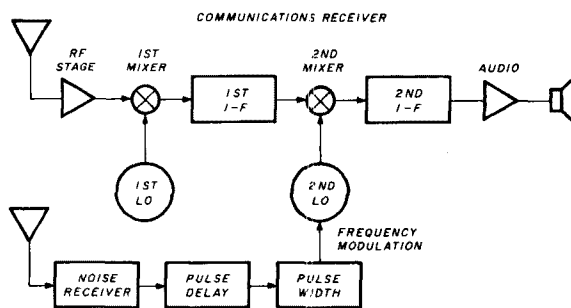 COMMUNICATIONS RECEIVER
RF
STAGE
1ST
MIXER
2ND
MIXER
AUDIO
1ST
I-F
2ND
I-F
1ST
LO
2ND
LO
FREQUENCY
MODULATION
NOISE
RECEIVER
PULSE
DELAY
PULSE
WIDTH